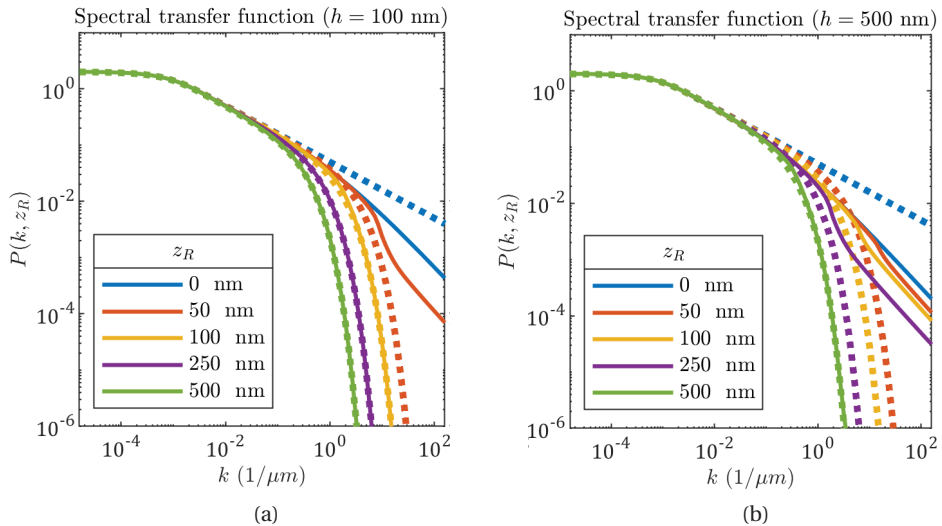 Spectral transfer function (h = 100 nm)
P(k, z_R)
10^0
10^-2
10^-4
10^-6
z_R
0 nm
50 nm
100 nm
250 nm
500 nm
10^-4 10^-2 10^0 10^2
k (1/μm)
(a)
Spectral transfer function (h = 500 nm)
P(k, z_R)
10^0
10^-2
10^-4
10^-6
z_R
0 nm
50 nm
100 nm
250 nm
500 nm
10^-4 10^-2 10^0 10^2
k (1/μm)
(b)